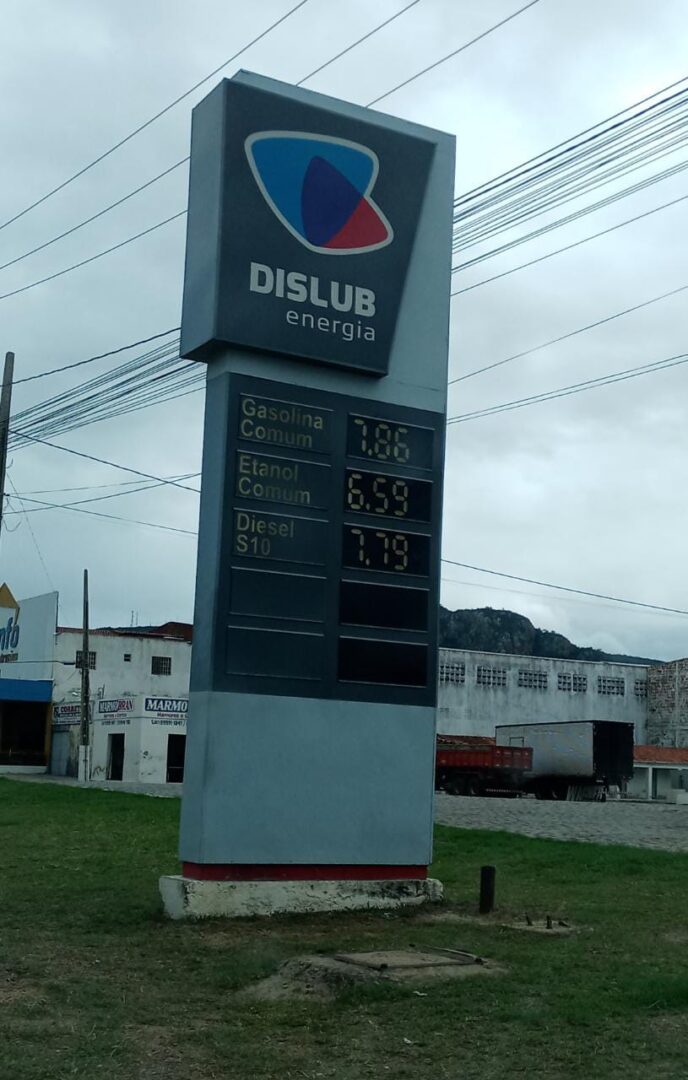 DISLUB
energia
Gasolina
Comum
7.86
Etanol
Comum
6.59
Diesel
S10
7.79
MARMO